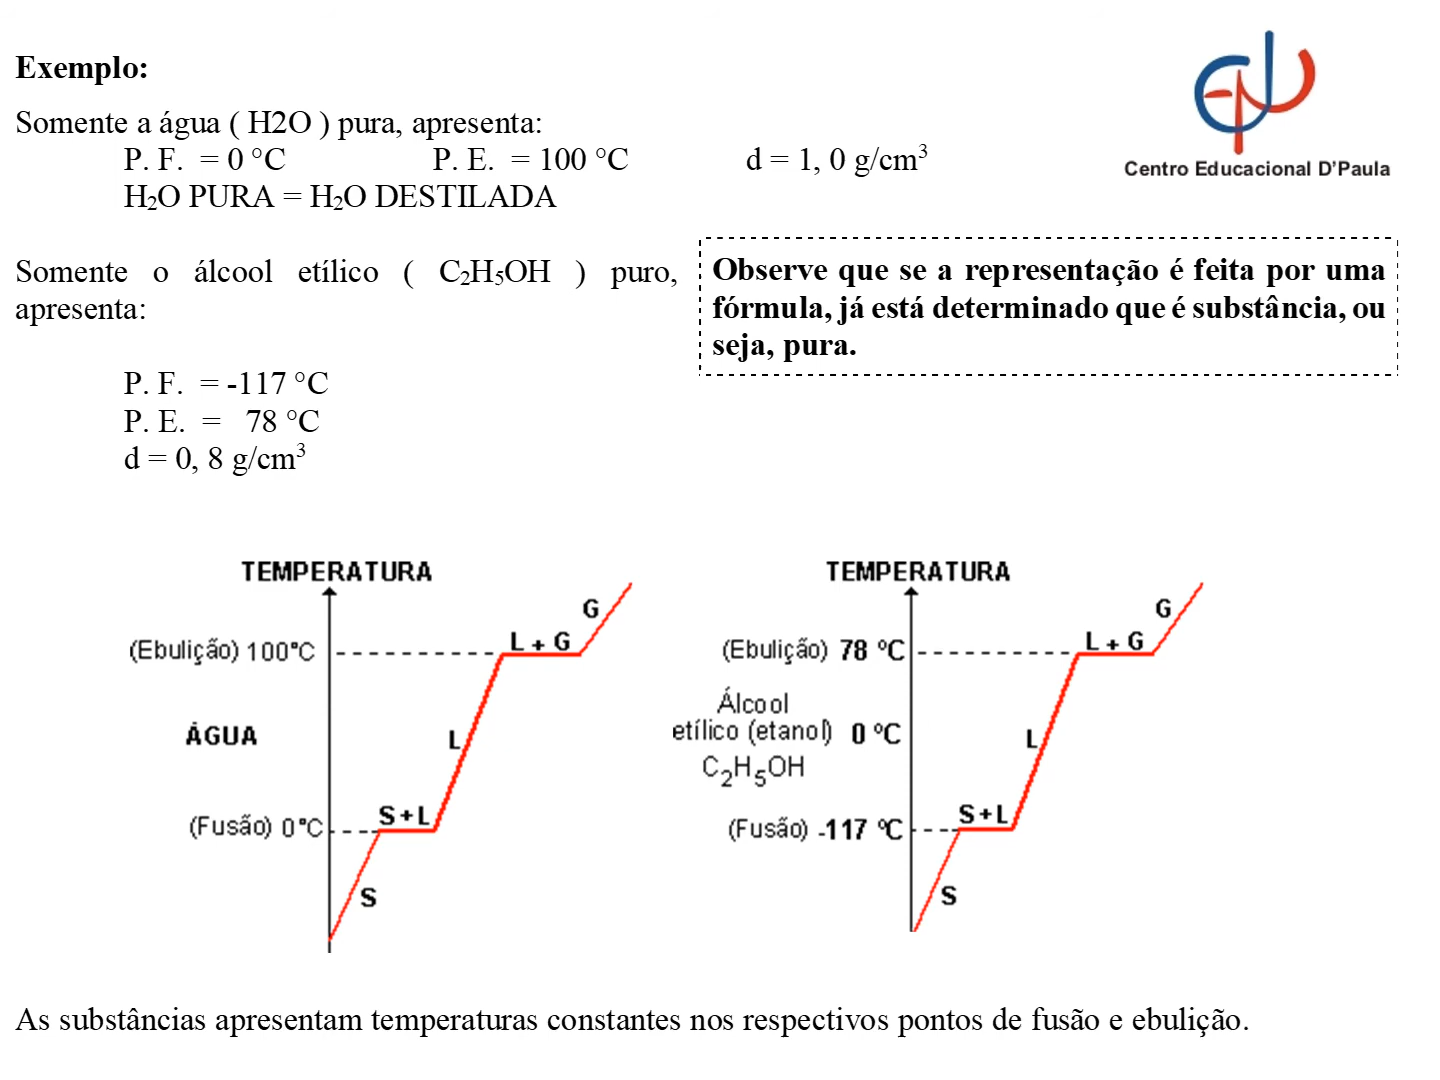 Exemplo:
Centro Educacional D'Paula
Somente a água ( H2O ) pura, apresenta:
P. F. = 0 °C P. E. = 100 °C d = 1, 0 g/cm³
H₂O PURA = H₂O DESTILADA
Somente o álcool etílico ( C₂H₅OH ) puro,
apresenta:
Observe que se a representação é feita por uma
fórmula, já está determinado que é substância, ou
seja, pura.
P. F. = -117 °C
P. E. = 78 °C
d = 0, 8 g/cm³
TEMPERATURA
G
(Ebulição) 100°C
L + G
ÁGUA
L
(Fusão) 0°C
S + L
S
TEMPERATURA
G
(Ebulição) 78 ºC
L + G
Álcool
etílico (etanol) 0 ºC
C₂H₅OH
L
(Fusão) -117 ºC
S + L
S
As substâncias apresentam temperaturas constantes nos respectivos pontos de fusão e ebulição.